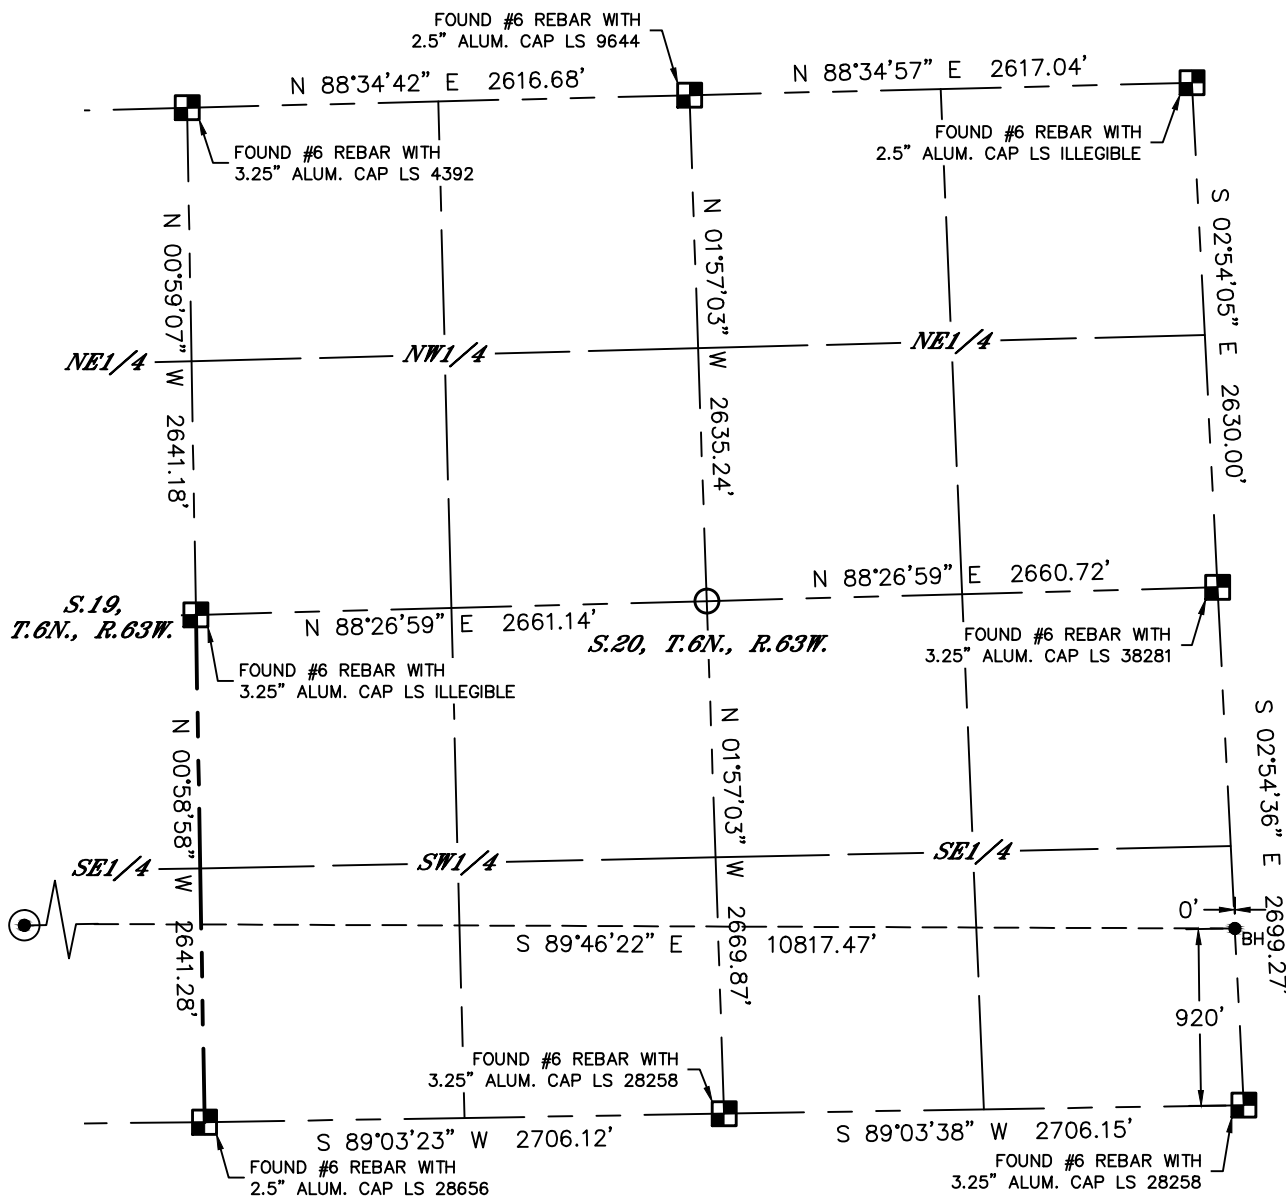 FOUND #6 REBAR WITH
2.5" ALUM. CAP LS 9644
N 88°34'42" E 2616.68'
N 88°34'57" E 2617.04'
FOUND #6 REBAR WITH
3.25" ALUM. CAP LS 4392
FOUND #6 REBAR WITH
2.5" ALUM. CAP LS ILLEGIBLE
N 00°59'07" W 2641.18'
N 01°57'03" W 2635.24'
S 02°54'05" E 2630.00'
NE1/4
NW1/4
NE1/4
S.19,
T.6N., R.63W.
N 88°26'59" E 2661.14'
N 88°26'59" E 2660.72'
S.20, T.6N., R.63W.
FOUND #6 REBAR WITH
3.25" ALUM. CAP LS 38281
FOUND #6 REBAR WITH
3.25" ALUM. CAP LS ILLEGIBLE
N 00°58'58" W 2641.28'
N 01°57'03" W 2669.87'
S 02°54'36" E 2699.27'
SE1/4
SW1/4
SE1/4
0'
BH
S 89°46'22" E 10817.47'
920'
FOUND #6 REBAR WITH
3.25" ALUM. CAP LS 28258
S 89°03'23" W 2706.12'
S 89°03'38" W 2706.15'
FOUND #6 REBAR WITH
2.5" ALUM. CAP LS 28656
FOUND #6 REBAR WITH
3.25" ALUM. CAP LS 28258